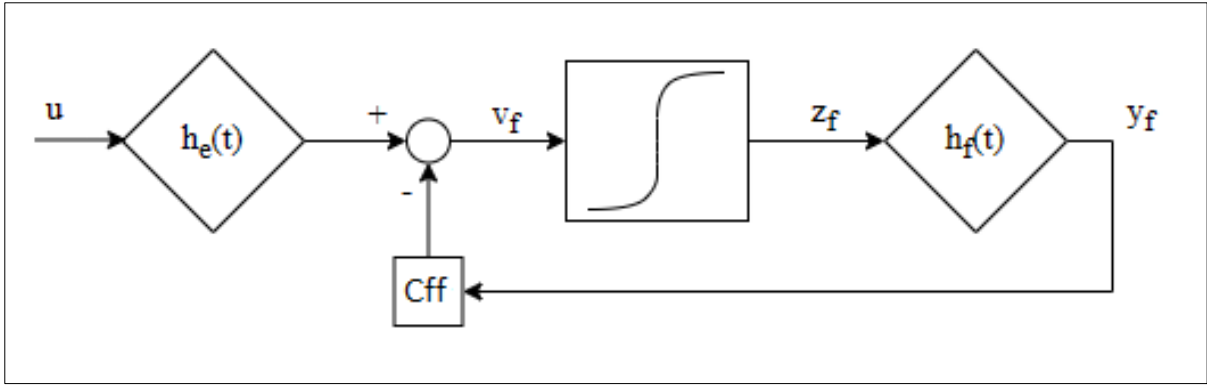 u
h_e(t)
+
-
v_f
z_f
h_f(t)
y_f
Cff